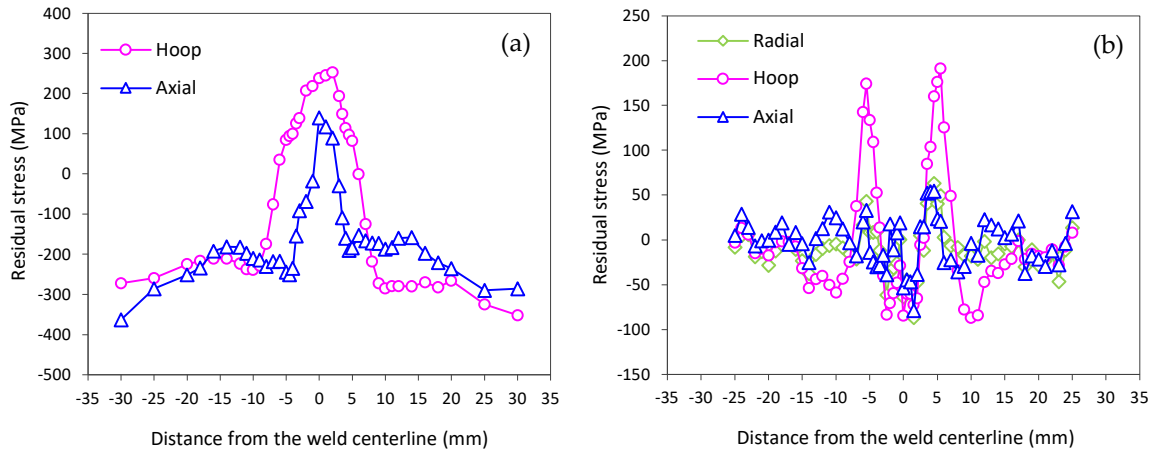 (a)
Hoop
Axial
Residual stress (MPa)
400
300
200
100
0
-100
-200
-300
-400
-500
-35 -30 -25 -20 -15 -10 -5 0 5 10 15 20 25 30 35
Distance from the weld centerline (mm)
(b)
Radial
Hoop
Axial
Residual stress (MPa)
250
200
150
100
50
0
-50
-100
-150
-35 -30 -25 -20 -15 -10 -5 0 5 10 15 20 25 30 35
Distance from the weld centerline (mm)